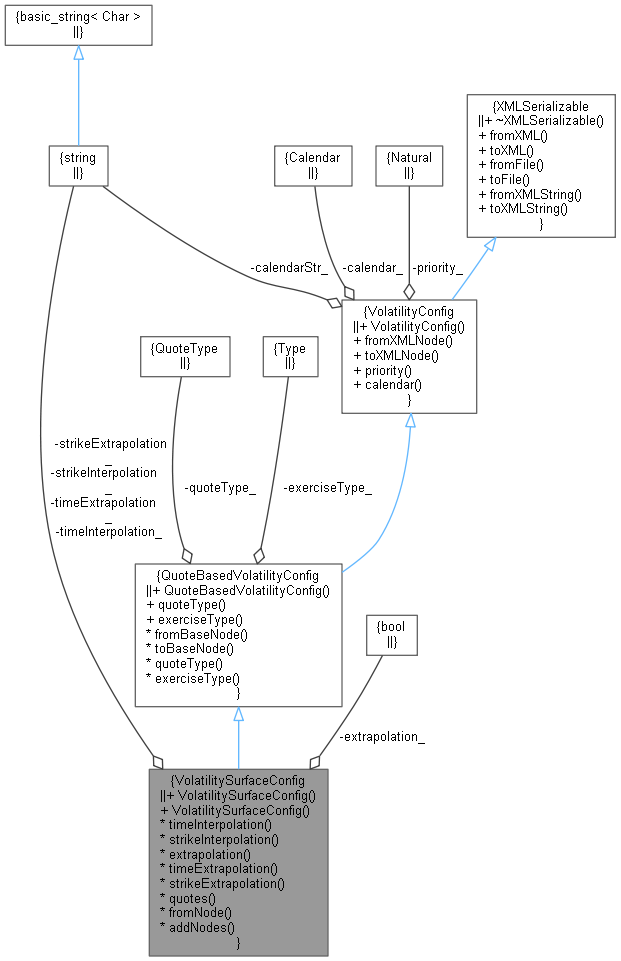 {basic_string< Char >
||}
{XMLSerializable
||+ ~XMLSerializable()
+ fromXML()
+ toXML()
+ fromFile()
+ toFile()
+ fromXMLString()
+ toXMLString()
}
{string
||}
{Calendar
||}
{Natural
||}
-calendarStr_
-calendar_
-priority_
{VolatilityConfig
||+ VolatilityConfig()
+ fromXMLNode()
+ toXMLNode()
+ priority()
+ calendar()
}
{QuoteType
||}
{Type
||}
-strikeExtrapolation
_
-strikeInterpolation
_
-timeExtrapolation
_
-timeInterpolation_
-quoteType_
-exerciseType_
{QuoteBasedVolatilityConfig
||+ QuoteBasedVolatilityConfig()
+ quoteType()
+ exerciseType()
* fromBaseNode()
* toBaseNode()
* quoteType()
* exerciseType()
}
{bool
||}
-extrapolation_
{VolatilitySurfaceConfig
||+ VolatilitySurfaceConfig()
+ VolatilitySurfaceConfig()
* timeInterpolation()
* strikeInterpolation()
* extrapolation()
* timeExtrapolation()
* strikeExtrapolation()
* quotes()
* fromNode()
* addNodes()
}